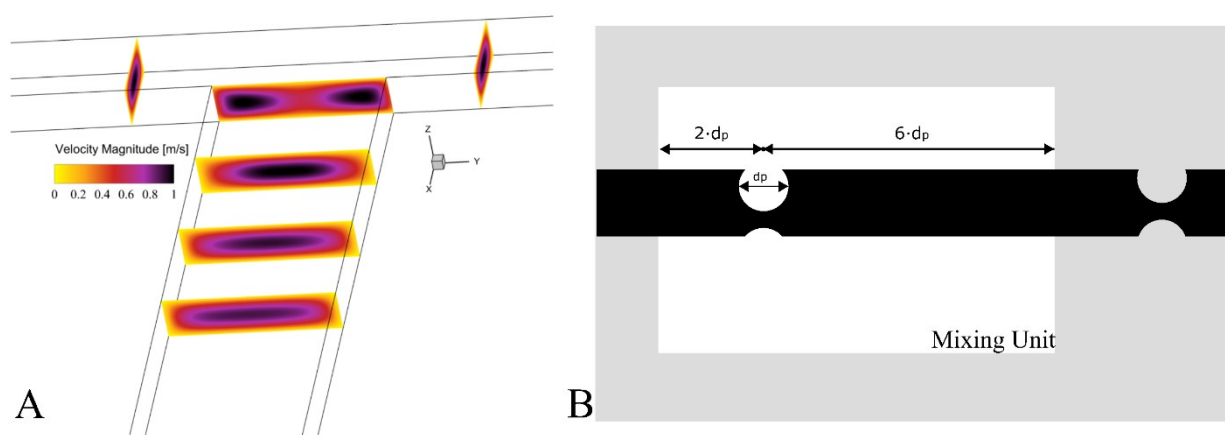 Z
Y
X
Velocity Magnitude [m/s]
0 0.2 0.4 0.6 0.8 1
A
2·dp 6·dp
dp
Mixing Unit
B